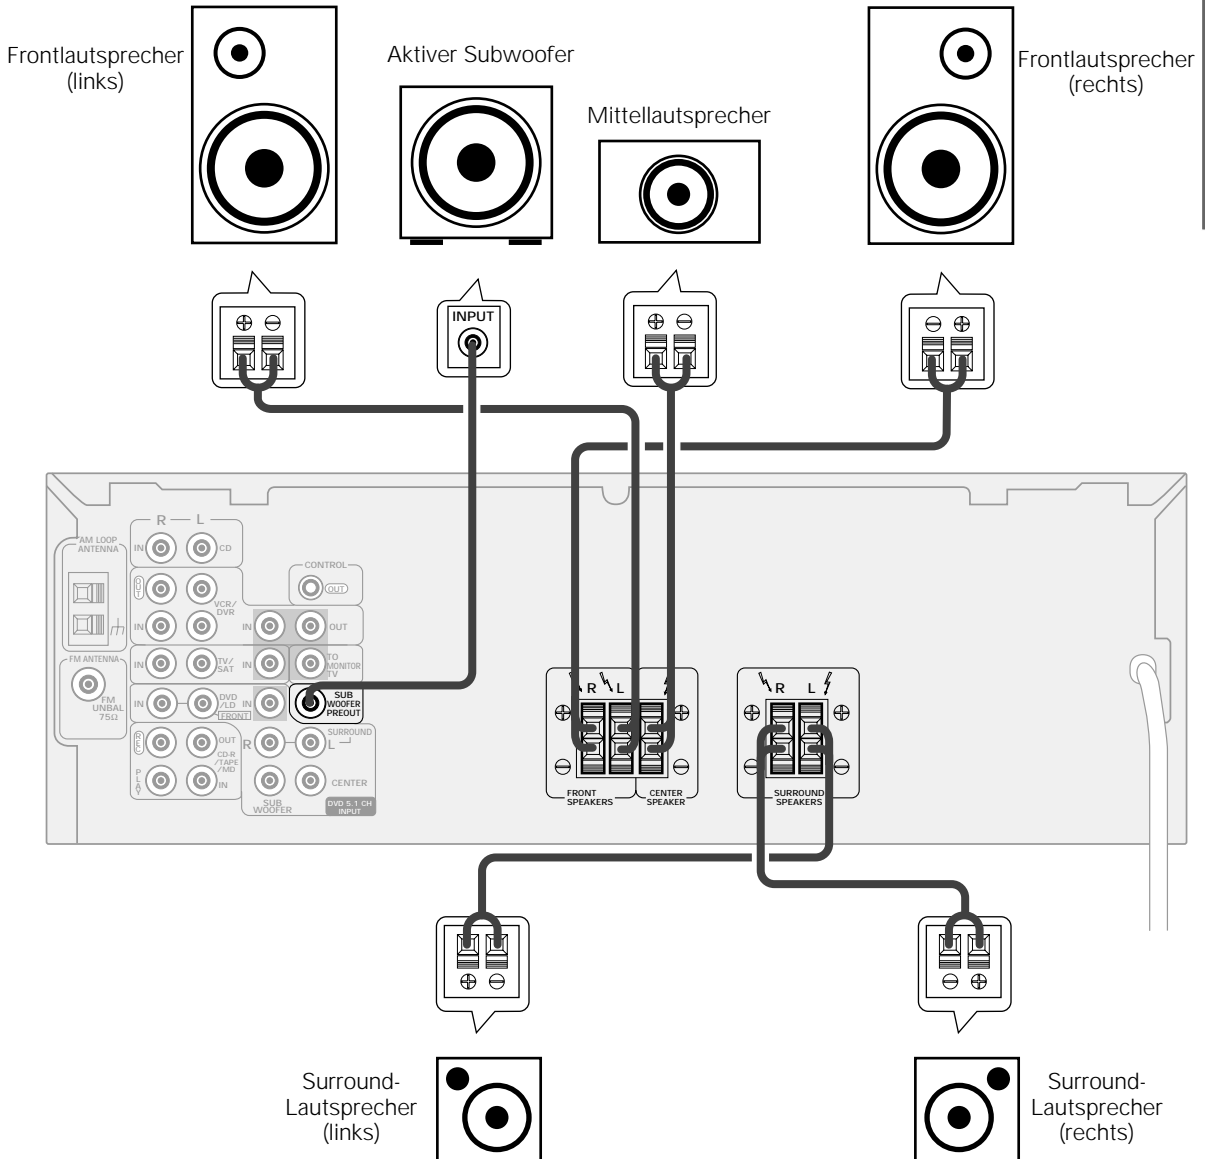 Frontlautsprecher
(links)
Aktiver Subwoofer
Mittellautsprecher
Frontlautsprecher
(rechts)
INPUT
AM LOOP
ANTENNA
FM ANTENNA
FM
UNBAL
75Ω
R L
IN CD
OUT
VCR/
DVR
IN
IN OUT
CONTROL
OUT
IN TV/
SAT IN
TO
MONITOR
TV
IN DVD
/LD IN
FRONT
SUB
WOOFER
PREOUT
REC OUT
CD-R
/TAPE
/MD
PLAY IN
R L
SURROUND
SUB
WOOFER
CENTER
DVD 5.1 CH
INPUT
R L
FRONT
SPEAKERS
CENTER
SPEAKER
R L
SURROUND
SPEAKERS
Surround-
Lautsprecher
(links)
Surround-
Lautsprecher
(rechts)